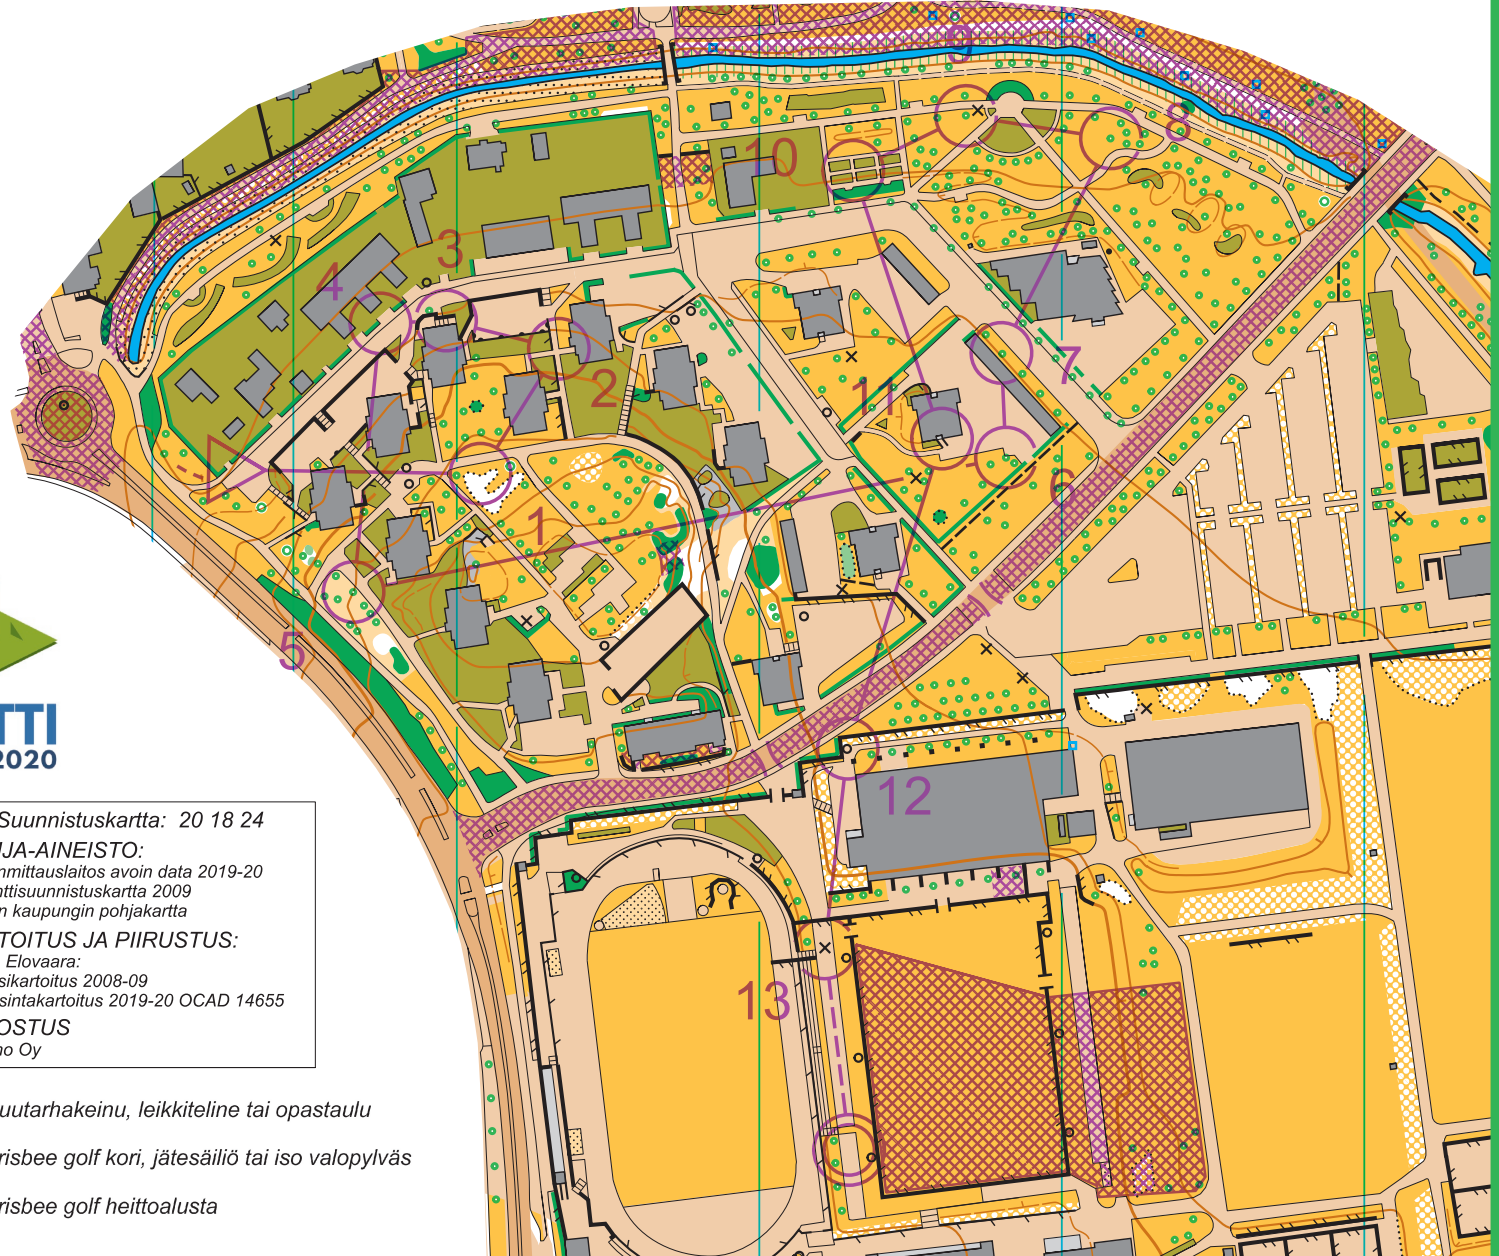 9
8
10
3
4
7
2
11
1
6
5
12
13
TTI
2020
Suunnistuskartta: 20 18 24
JA-AINEISTO:
nmittauslaitos avoin data 2019-20
ttisuunnistuskartta 2009
n kaupungin pohjakartta
TOITUS JA PIIRUSTUS:
Elovaara:
sikartoitus 2008-09
sintakartoitus 2019-20 OCAD 14655
OSTUS
no Oy
uutarhakeinu, leikkiteline tai opastaulu
risbee golf kori, jätesäiliö tai iso valopylväs
risbee golf heittoalusta